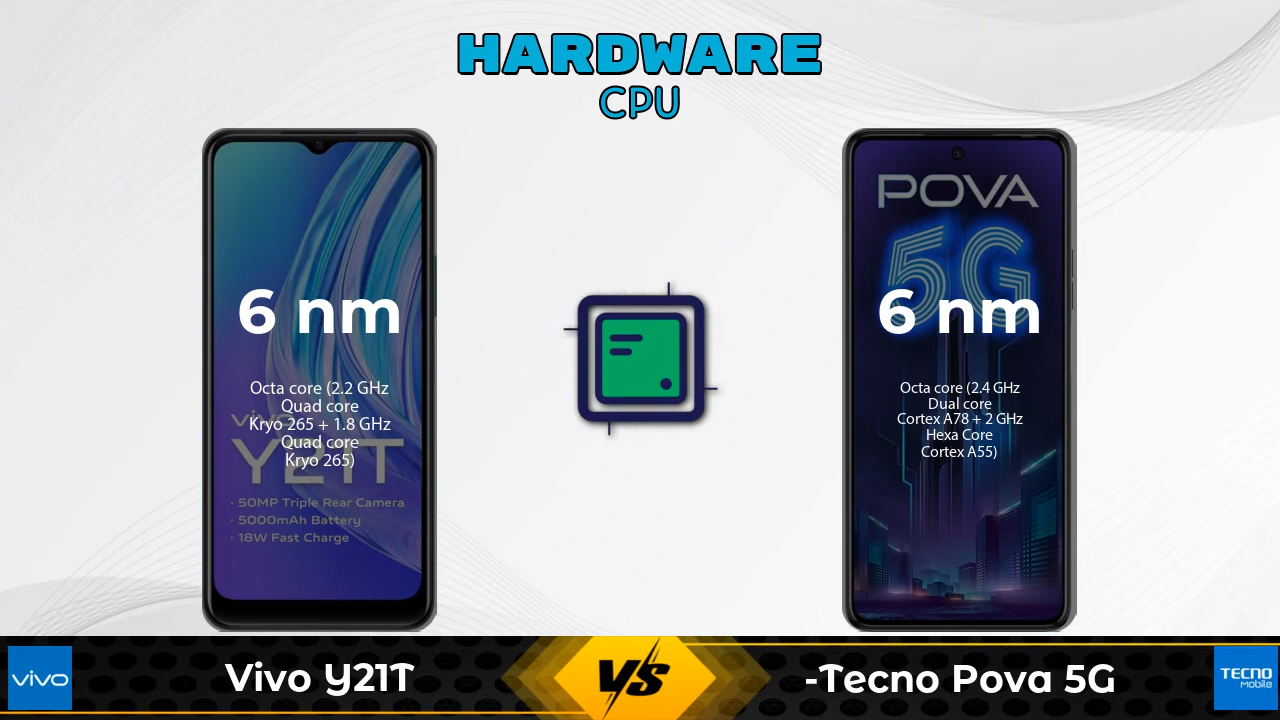 HARDWARE
CPU
6 nm
Octa core (2.2 GHz
Quad core
Kryo 265 + 1.8 GHz
Quad core
Kryo 265)
vivo
Y21T
· 50MP Triple Rear Camera
· 5000mAh Battery
· 18W Fast Charge
POVA
5G
6 nm
Octa core (2.4 GHz
Dual core
Cortex A78 + 2 GHz
Hexa Core
Cortex A55)
vivo
Vivo Y21T
VS
-Tecno Pova 5G
TECNO
mobile